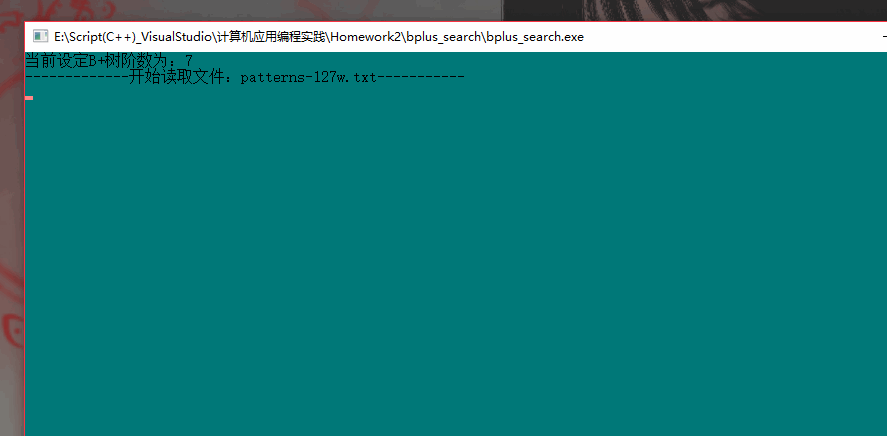 E:\Script(C++)_VisualStudio\计算机应用编程实践\Homework2\bplus_search\bplus_search.exe
当前设定B+树阶数为：7
-------------开始读取文件：patterns-127w.txt-----------